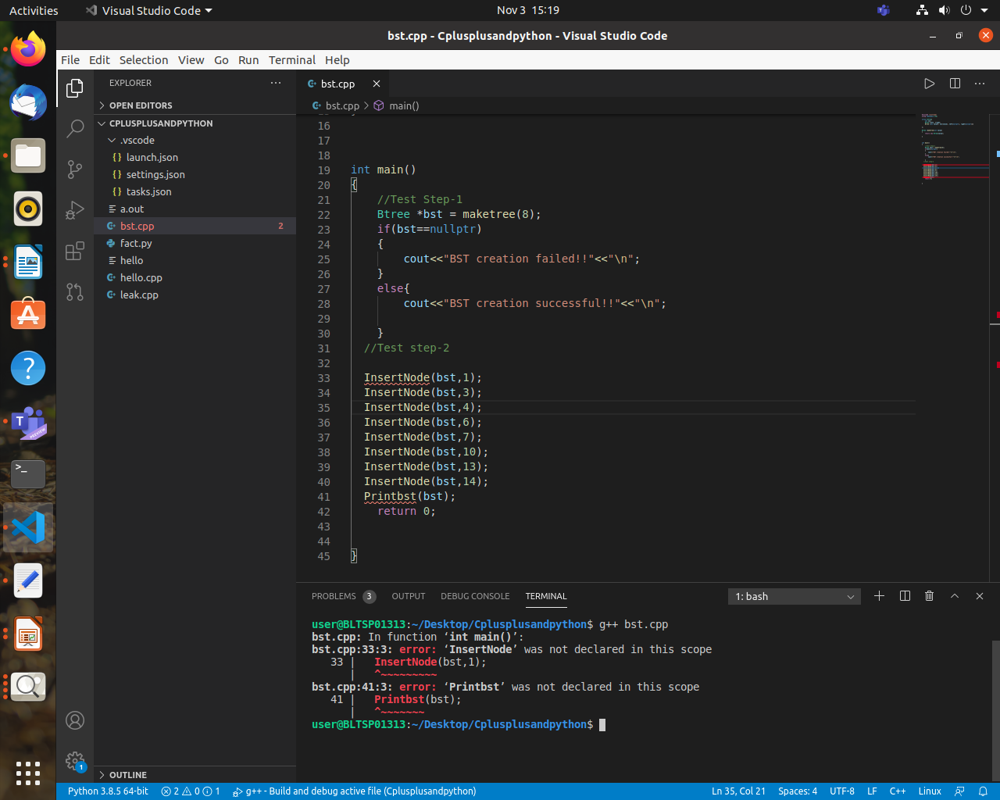 Activities
Visual Studio Code
Nov 3 15:19
bst.cpp - Cplusplusandpython - Visual Studio Code
File Edit Selection View Go Run Terminal Help
EXPLORER
OPEN EDITORS
CPLUSPLUSANDPYTHON
.vscode
launch.json
settings.json
tasks.json
a.out
bst.cpp 2
fact.py
hello
hello.cpp
leak.cpp
OUTLINE
bst.cpp
bst.cpp > main()
16
17
18
19 int main()
20 {
21 //Test Step-1
22 Btree *bst = maketree(8);
23 if(bst==nullptr)
24 {
25 cout<<"BST creation failed!!"<<"\n";
26 }
27 else{
28 cout<<"BST creation successful!!"<<"\n";
29
30 }
31 //Test step-2
32
33 InsertNode(bst,1);
34 InsertNode(bst,3);
35 InsertNode(bst,4);
36 InsertNode(bst,6);
37 InsertNode(bst,7);
38 InsertNode(bst,10);
39 InsertNode(bst,13);
40 InsertNode(bst,14);
41 Printbst(bst);
42 return 0;
43
44
45 }
PROBLEMS 3 OUTPUT DEBUG CONSOLE TERMINAL
1: bash
user@BLTSP01313:~/Desktop/Cplusplusandpython$ g++ bst.cpp
bst.cpp: In function ‘int main()’:
bst.cpp:33:3: error: ‘InsertNode’ was not declared in this scope
33 | InsertNode(bst,1);
| ^~~~~~~~~~
bst.cpp:41:3: error: ‘Printbst’ was not declared in this scope
41 | Printbst(bst);
| ^~~~~~~~
user@BLTSP01313:~/Desktop/Cplusplusandpython$
1
Python 3.8.5 64-bit 2 0 1 g++ - Build and debug active file (Cplusplusandpython) Ln 35, Col 21 Spaces: 4 UTF-8 LF C++ Linux